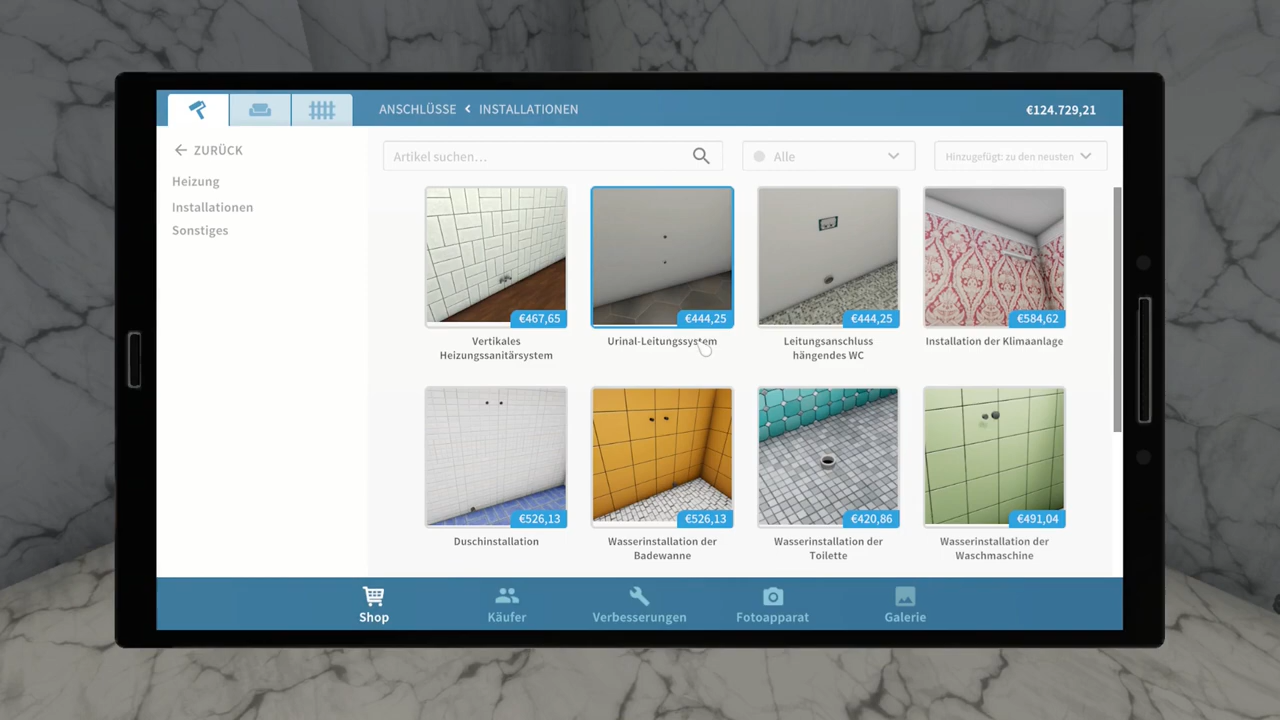 ANSCHLÜSSE < INSTALLATIONEN
€124.729,21
ZURÜCK
Heizung
Installationen
Sonstiges
Artikel suchen...
Alle
Hinzugefügt: zu den neusten
€467,65
€444,25
€444,25
€584,62
Vertikales
Heizungssanitärsystem
Urinal-Leitungssystem
Leitungsanschluss
hängendes WC
Installation der Klimaanlage
€526,13
€526,13
€420,86
€491,04
Duschinstallation
Wasserinstallation der
Badewanne
Wasserinstallation der
Toilette
Wasserinstallation der
Waschmaschine
Shop
Käufer
Verbesserungen
Fotoapparat
Galerie